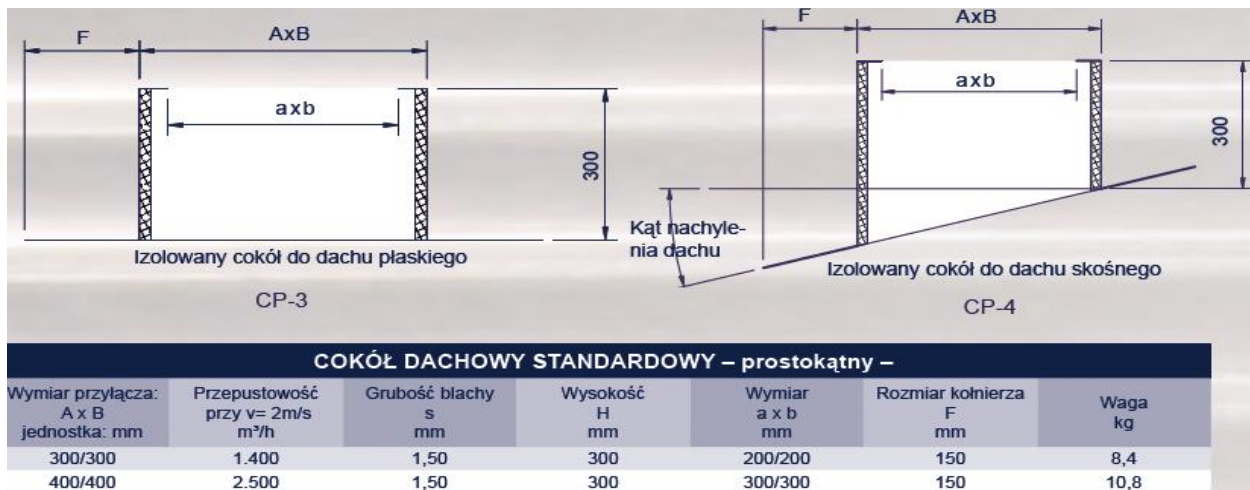 F
AxB
axb
300
Izolowany cokół do dachu płaskiego
CP-3
F
AxB
axb
300
Kąt nachyle-
nia dachu
Izolowany cokół do dachu skośnego
CP-4
COKÓŁ DACHOWY STANDARDOWY – prostokątny –
Wymiar przyłącza: A x B jednostka: mm
Przepustowość przy v= 2m/s m³/h
Grubość blachy s mm
Wysokość H mm
Wymiar a x b mm
Rozmiar kołnierza F mm
Waga kg
300/300 1.400 1,50 300 200/200 150 8,4
400/400 2.500 1,50 300 300/300 150 10,8